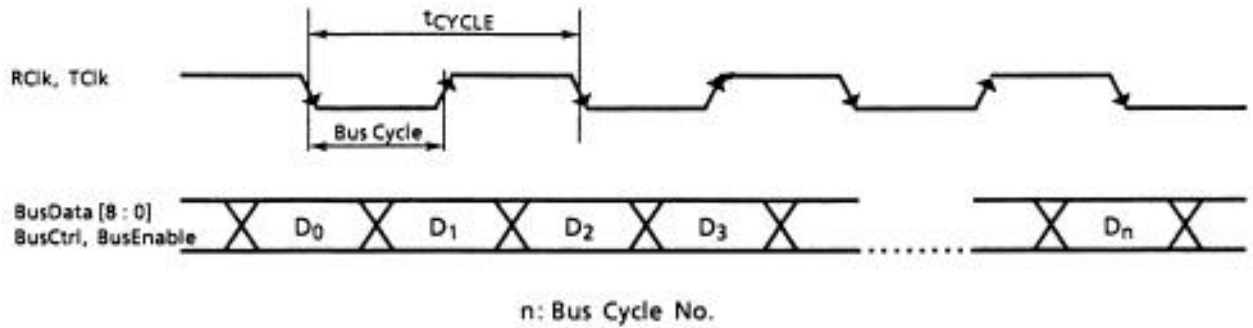 tCYCLE
RClk, TClk
Bus Cycle
BusData [8 : 0]
BusCtrl, BusEnable
D0 D1 D2 D3 Dn
n: Bus Cycle No.